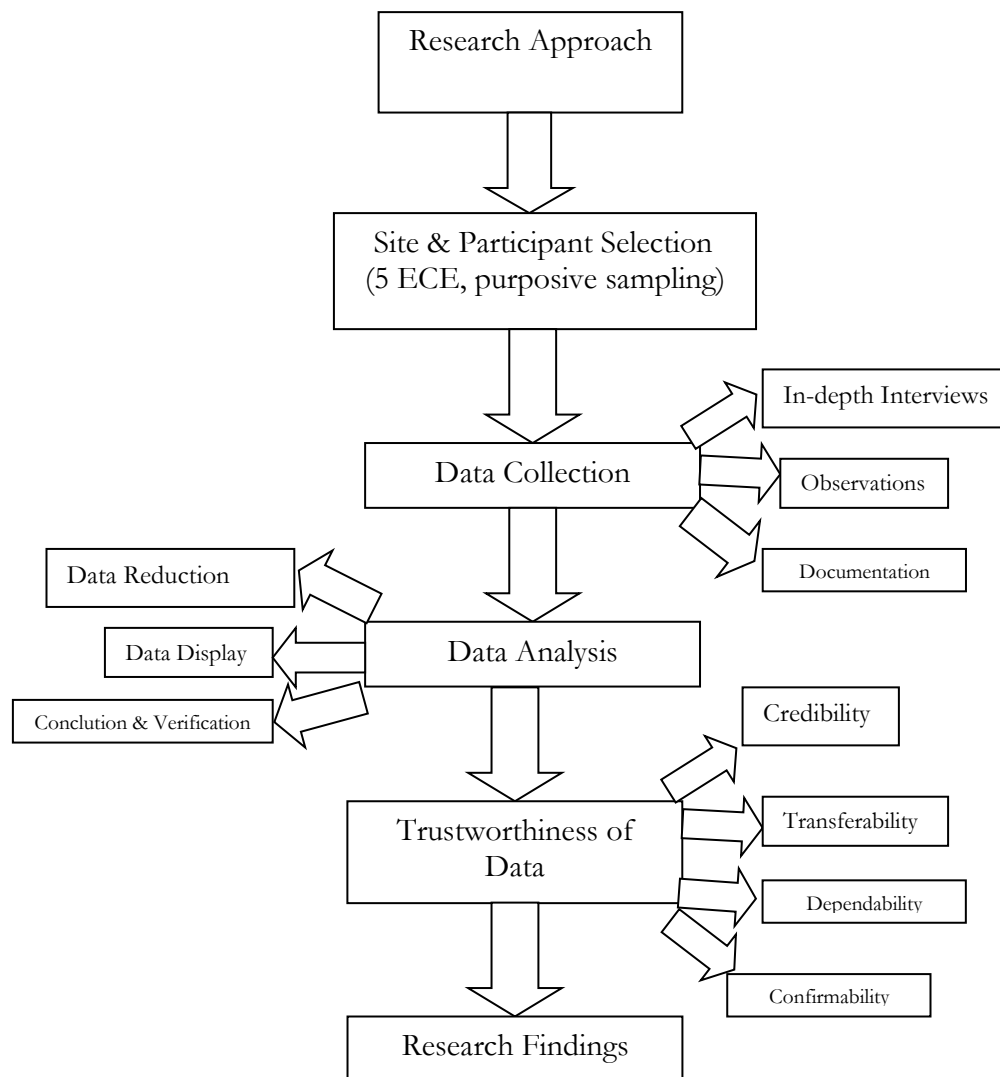 Research Approach
Site & Participant Selection
(5 ECE, purposive sampling)
In-depth Interviews
Data Collection
Observations
Documentation
Data Reduction
Data Display
Data Analysis
Conclution & Verification
Credibility
Trustworthiness of
Data
Transferability
Dependability
Confirmability
Research Findings